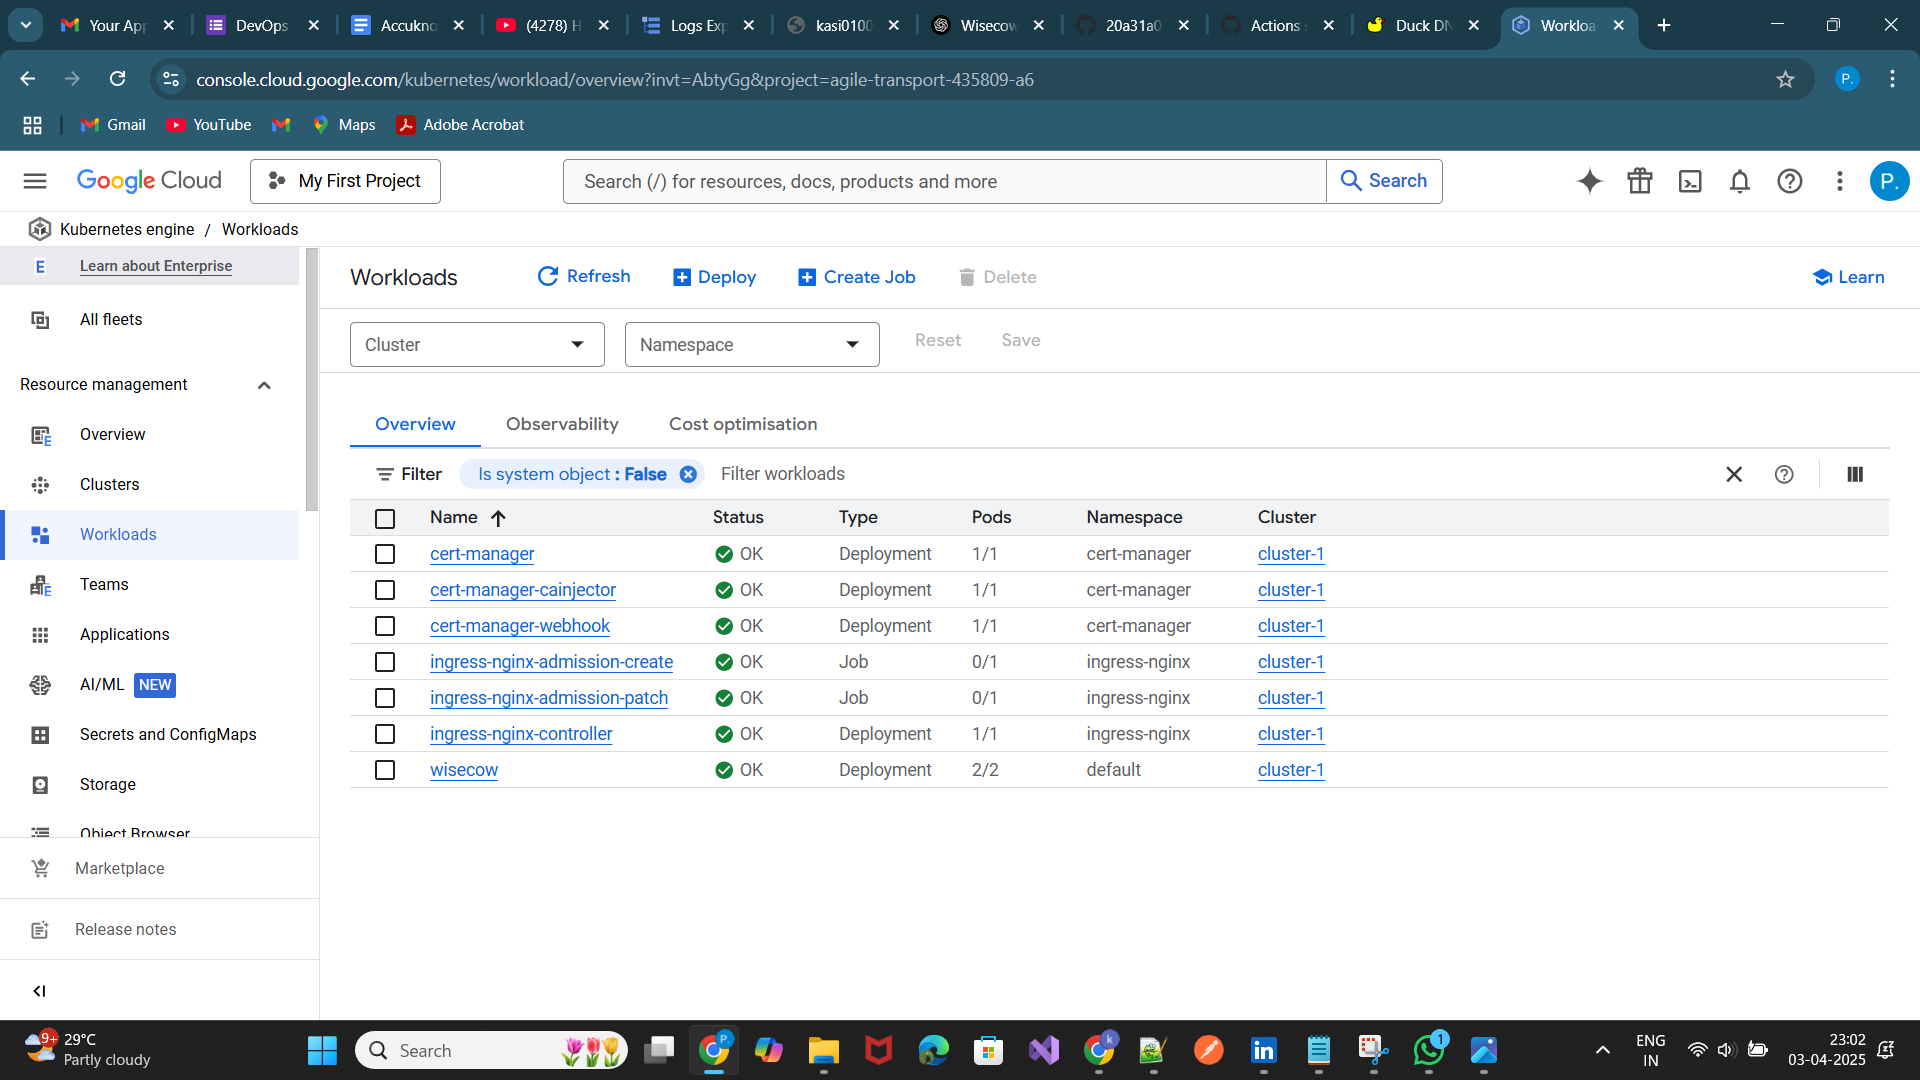 Your App
DevOps
Accukno
(4278) H
Logs Exp
kasi0100
Wisecow
20a31a0
Actions s
Duck DN
Workloa
console.cloud.google.com/kubernetes/workload/overview?invt=AbtyGg&project=agile-transport-435809-a6
P.
Gmail
YouTube
Maps
Adobe Acrobat
Google Cloud
My First Project
Search (/) for resources, docs, products and more
Search
P.
Kubernetes engine / Workloads
E
Learn about Enterprise
All fleets
Resource management
Overview
Clusters
Workloads
Teams
Applications
AI/ML NEW
Secrets and ConfigMaps
Storage
Object Browser
Marketplace
Release notes
Workloads
Refresh
Deploy
Create Job
Delete
Learn
Cluster
Namespace
Reset
Save
Overview
Observability
Cost optimisation
Filter
Is system object : False
Filter workloads
Name Status Type Pods Namespace Cluster
cert-manager OK Deployment 1/1 cert-manager cluster-1
cert-manager-cainjector OK Deployment 1/1 cert-manager cluster-1
cert-manager-webhook OK Deployment 1/1 cert-manager cluster-1
ingress-nginx-admission-create OK Job 0/1 ingress-nginx cluster-1
ingress-nginx-admission-patch OK Job 0/1 ingress-nginx cluster-1
ingress-nginx-controller OK Deployment 1/1 ingress-nginx cluster-1
wisecow OK Deployment 2/2 default cluster-1
9+
29°C
Partly cloudy
Search
P
k
in
1
ENG
IN
23:02
03-04-2025